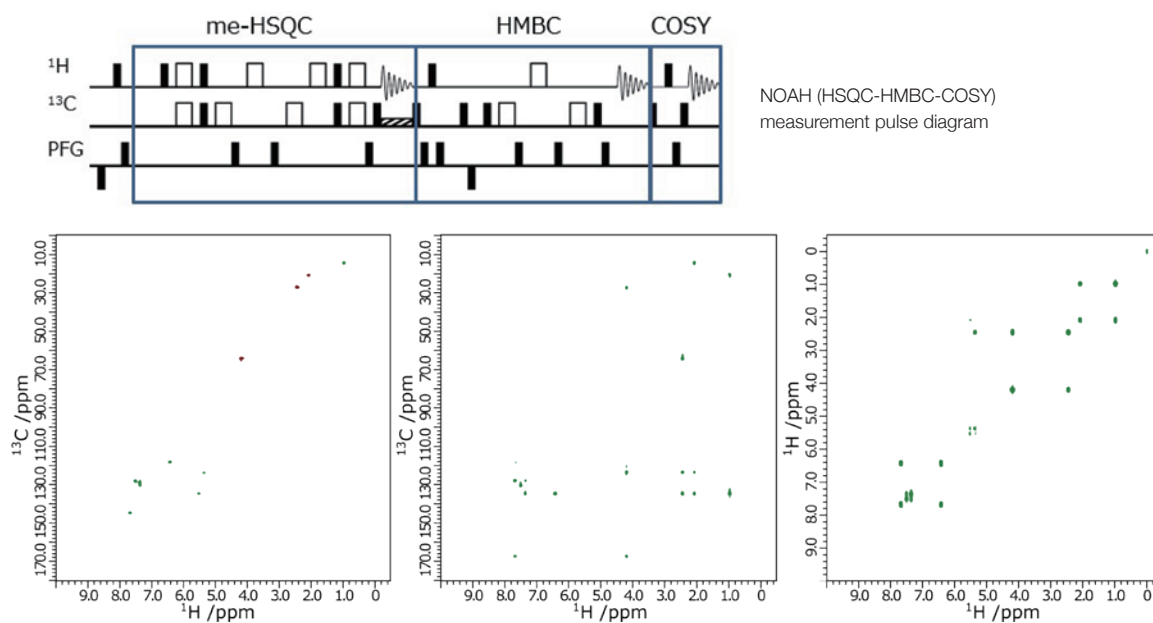 me-HSQC HMBC COSY
¹H
¹³C
PFG
NOAH (HSQC-HMBC-COSY)
measurement pulse diagram
10.0
30.0
50.0
70.0
90.0
110.0
130.0
150.0
170.0
¹³C /ppm
9.0 8.0 7.0 6.0 5.0 4.0 3.0 2.0 1.0 0
¹H /ppm
10.0
30.0
50.0
70.0
90.0
110.0
130.0
150.0
170.0
¹³C /ppm
9.0 8.0 7.0 6.0 5.0 4.0 3.0 2.0 1.0 0
¹H /ppm
0
1.0
2.0
3.0
4.0
5.0
6.0
7.0
8.0
9.0
¹H /ppm
9.0 8.0 7.0 6.0 5.0 4.0 3.0 2.0 1.0 0
¹H /ppm